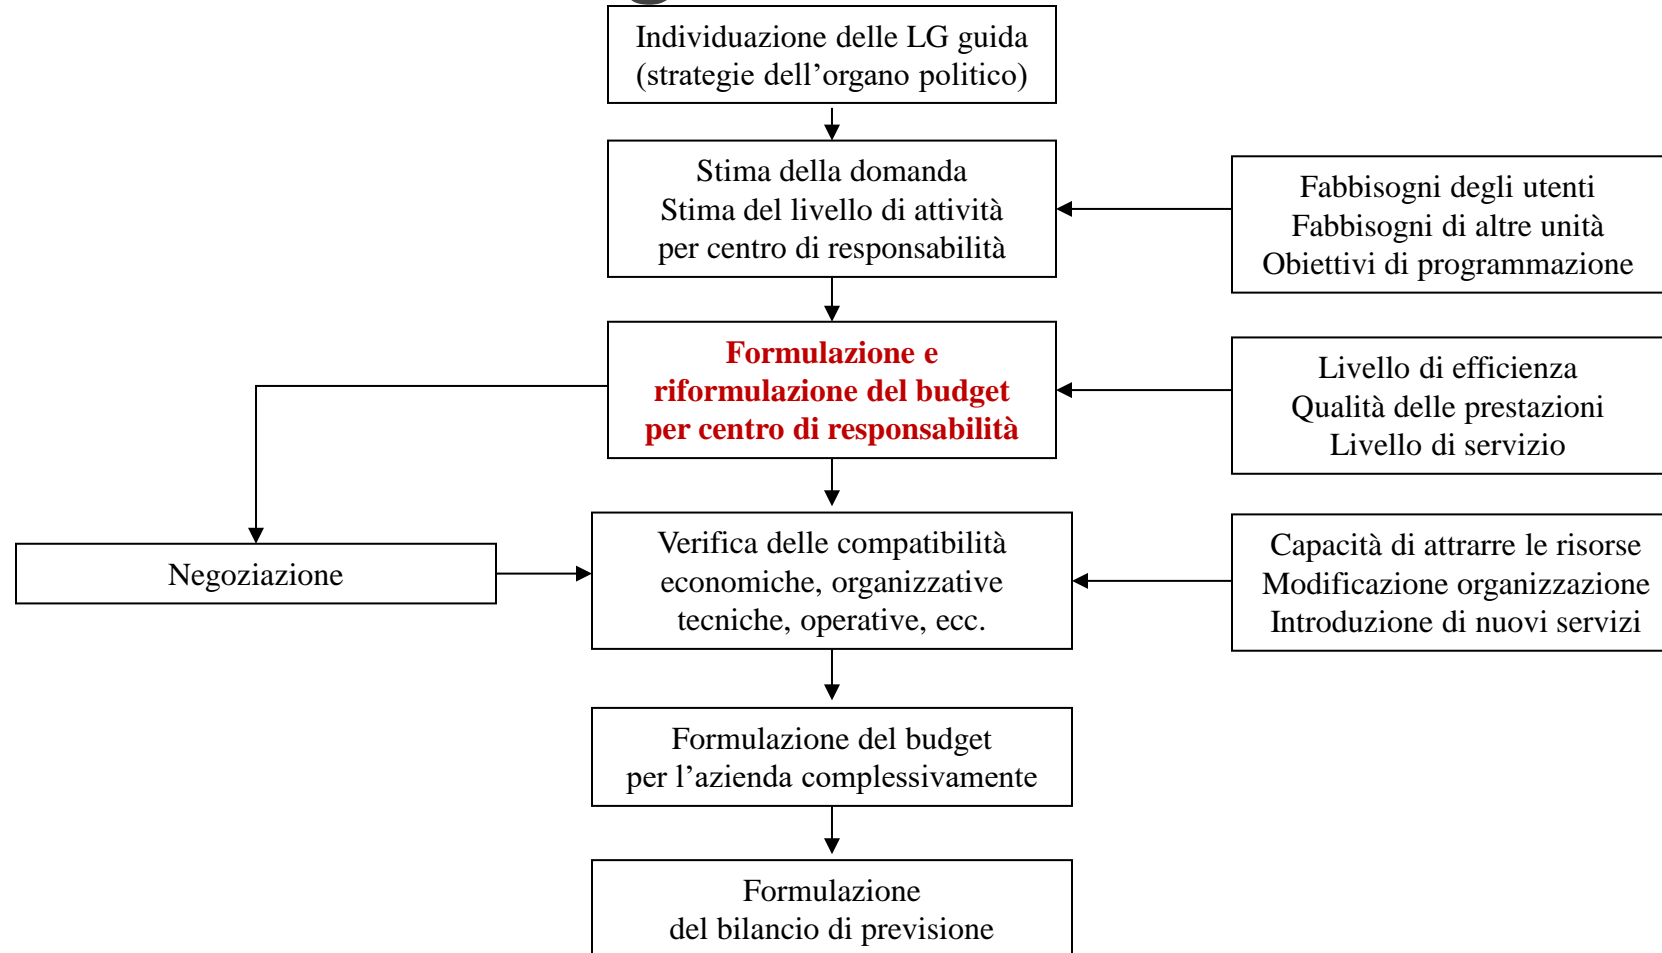 Individuazione delle LG guida
(strategie dell’organo politico)
Stima della domanda
Stima del livello di attività
per centro di responsabilità
Fabbisogni degli utenti
Fabbisogni di altre unità
Obiettivi di programmazione
Formulazione e
riformulazione del budget
per centro di responsabilità
Livello di efficienza
Qualità delle prestazioni
Livello di servizio
Negoziazione
Verifica delle compatibilità
economiche, organizzative
tecniche, operative, ecc.
Capacità di attrarre le risorse
Modificazione organizzazione
Introduzione di nuovi servizi
Formulazione del budget
per l’azienda complessivamente
Formulazione
del bilancio di previsione